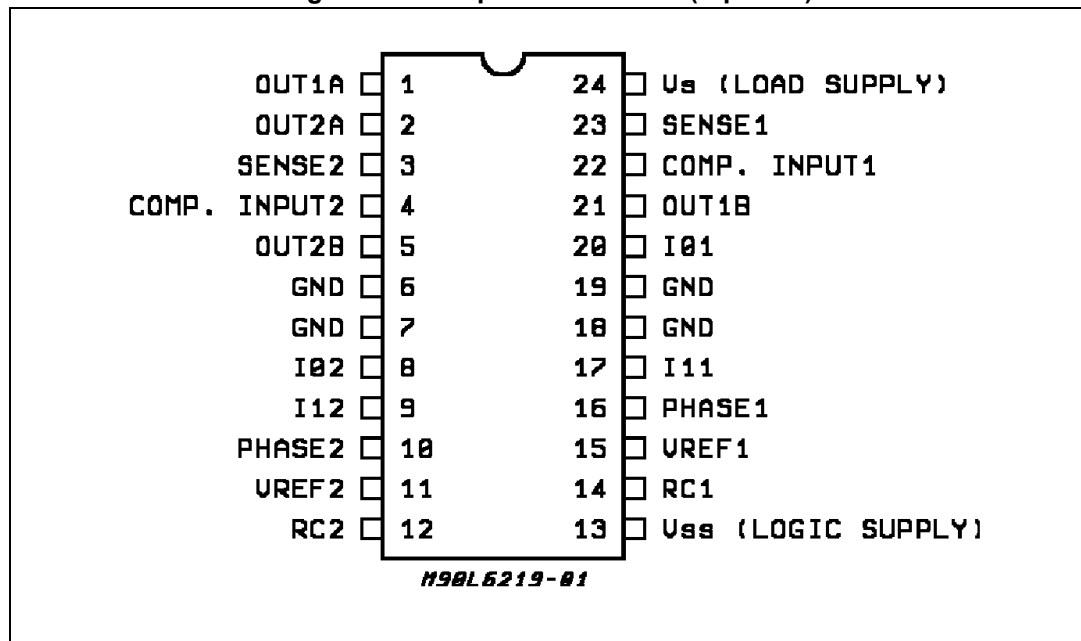 OUT1A 1 24 Vs (LOAD SUPPLY)
OUT2A 2 23 SENSE1
SENSE2 3 22 COMP. INPUT1
COMP. INPUT2 4 21 OUT1B
OUT2B 5 20 I01
GND 6 19 GND
GND 7 18 GND
I02 8 17 I11
I12 9 16 PHASE1
PHASE2 10 15 VREF1
VREF2 11 14 RC1
RC2 12 13 Vss (LOGIC SUPPLY)
M90L6219-01